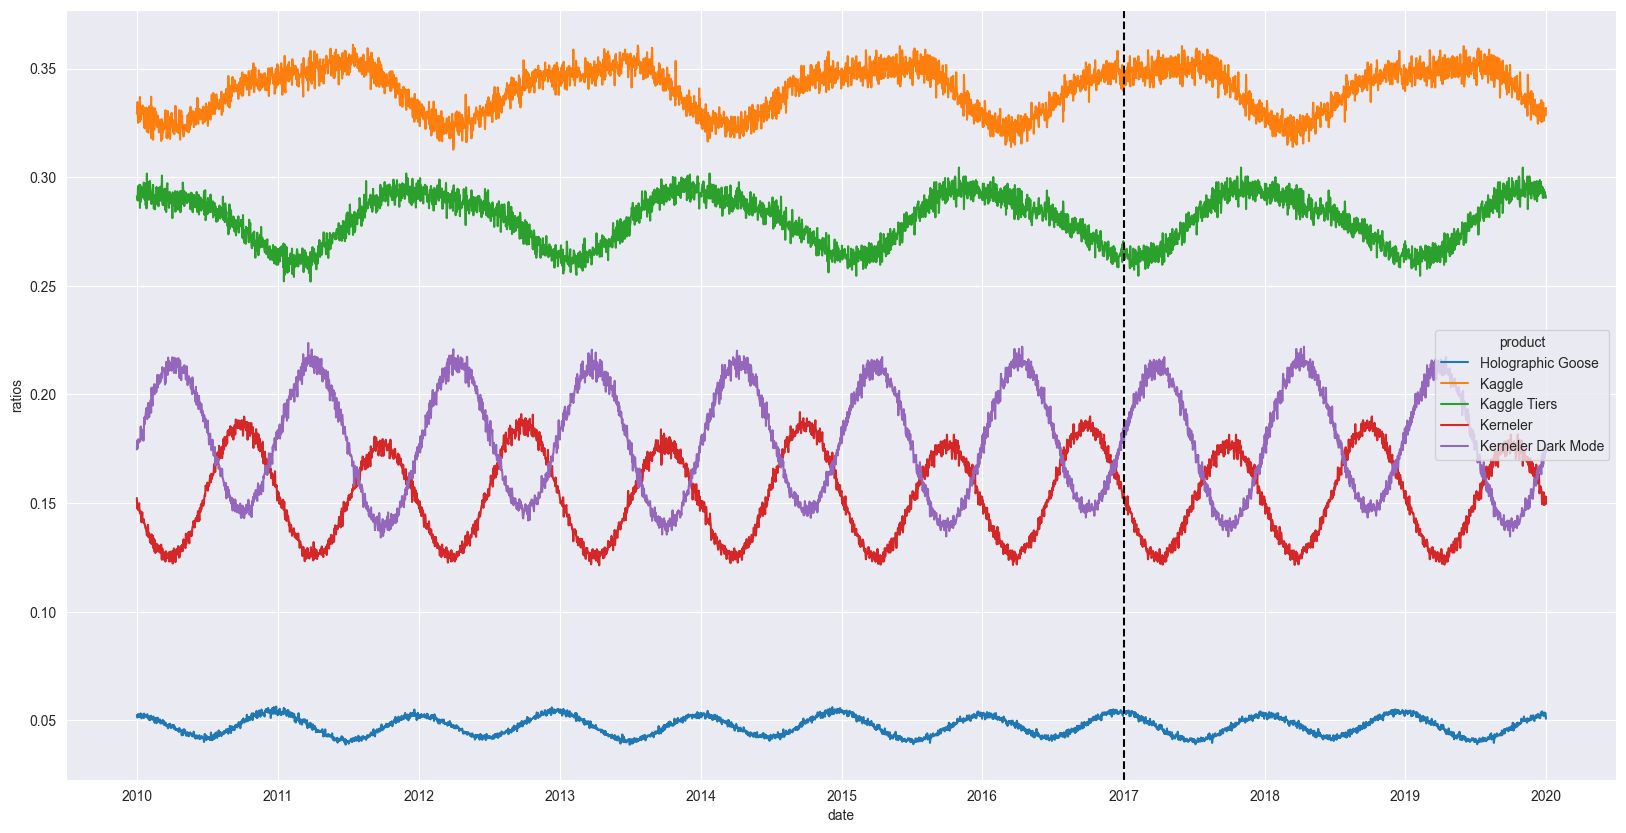 0.35
0.30
0.25
0.20
0.15
0.10
0.05
ratios
product
Holographic Goose
Kaggle
Kaggle Tiers
Kerneler
Kerneler Dark Mode
2010 2011 2012 2013 2014 2015 2016 2017 2018 2019 2020
date